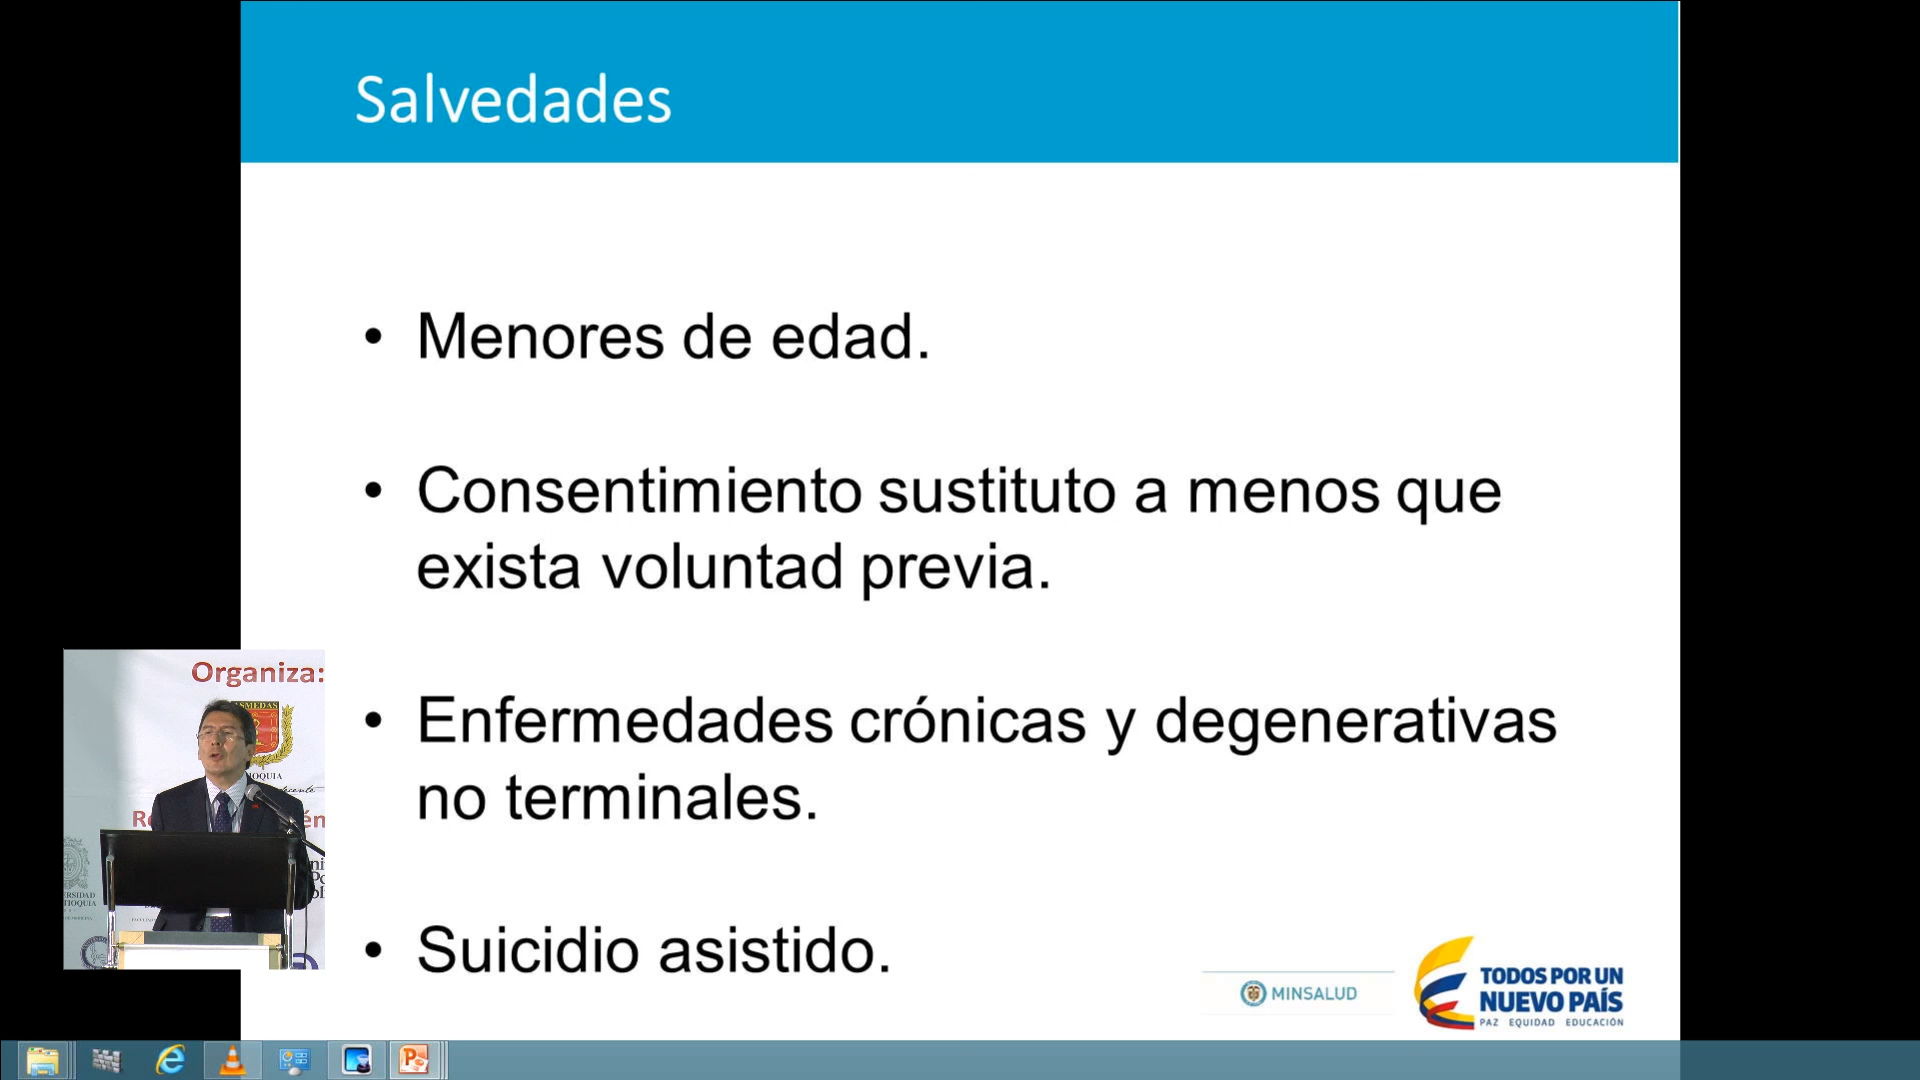 Salvedades
• Menores de edad.
• Consentimiento sustituto a menos que
exista voluntad previa.
• Enfermedades crónicas y degenerativas
no terminales.
• Suicidio asistido.
Organiza:
MINSALUD
TODOS POR UN
NUEVO PAÍS
PAZ EQUIDAD EDUCACIÓN